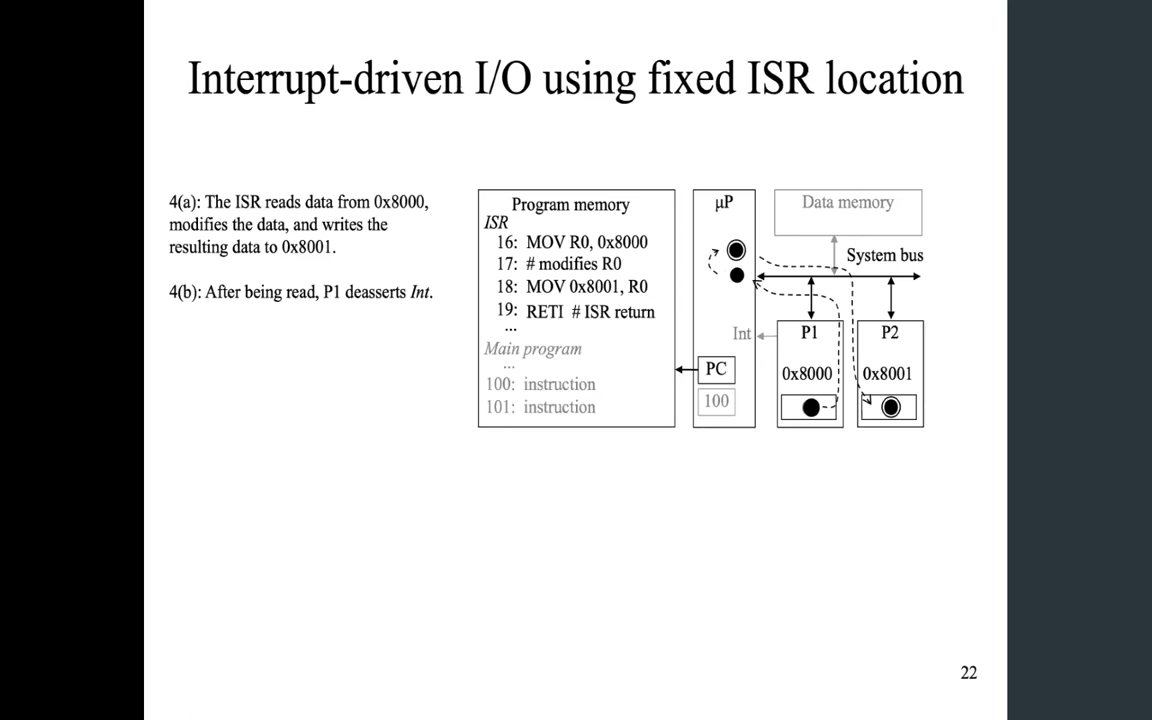 Interrupt-driven I/O using fixed ISR location
4(a): The ISR reads data from 0x8000,
modifies the data, and writes the
resulting data to 0x8001.
4(b): After being read, P1 deasserts Int.
Program memory
ISR
16: MOV R0, 0x8000
17: # modifies R0
18: MOV 0x8001, R0
19: RETI # ISR return
...
Main program
...
100: instruction
101: instruction
μP
Int
PC
100
Data memory
System bus
P1
0x8000
P2
0x8001
22